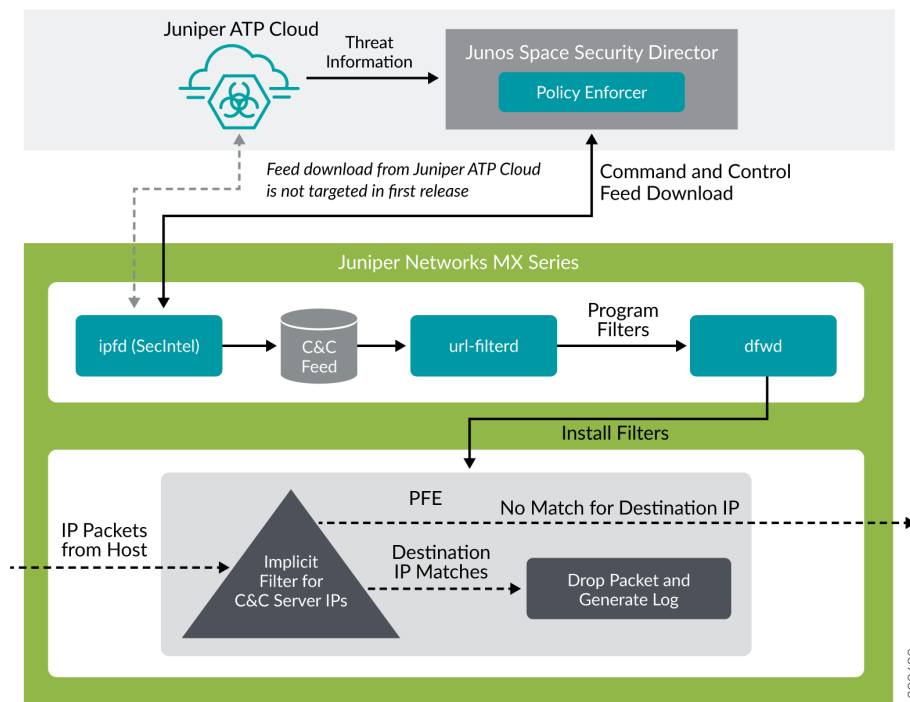 Juniper ATP Cloud
Threat
Information
Junos Space Security Director
Policy Enforcer
Feed download from Juniper ATP Cloud
is not targeted in first release
Command and Control
Feed Download
Juniper Networks MX Series
ipfd (SecIntel)
C&C
Feed
url-filterd
Program
Filters
dfwd
Install Filters
PFE
No Match for Destination IP
IP Packets
from Host
Implicit
Filter for
C&C Server IPs
Destination
IP Matches
Drop Packet and
Generate Log